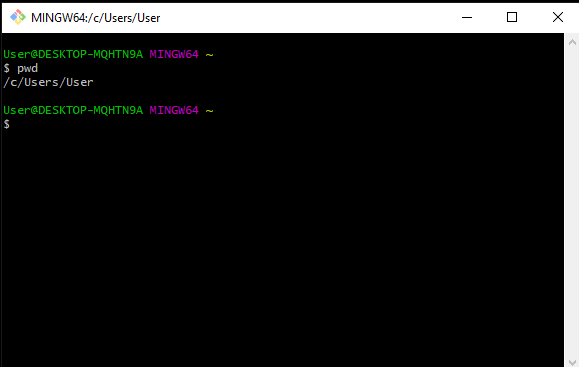 MINGW64:/c/Users/User
User@DESKTOP-MQHTN9A MINGW64 ~
$ pwd
/c/Users/User
User@DESKTOP-MQHTN9A MINGW64 ~
$